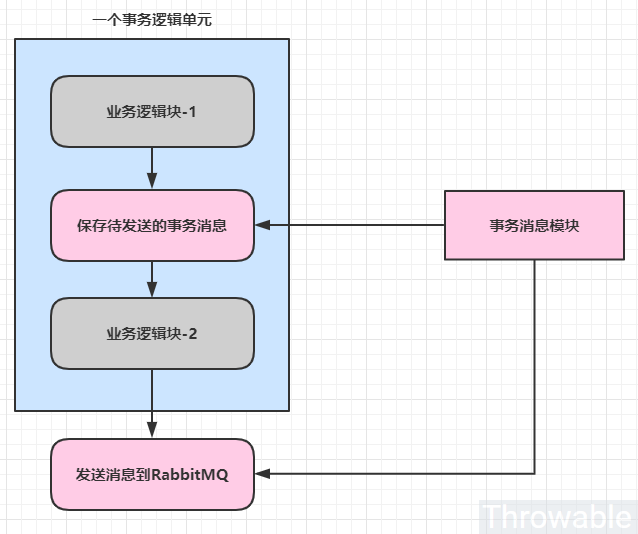 一个事务逻辑单元
业务逻辑块-1
保存待发送的事务消息
事务消息模块
业务逻辑块-2
发送消息到RabbitMQ
Throwable